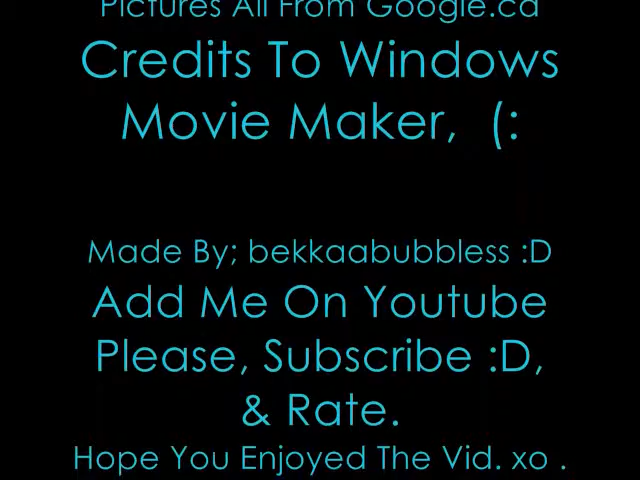 Pictures All From Google.ca
Credits To Windows
Movie Maker,  (:
Made By; bekkaabubbless :D
Add Me On Youtube
Please, Subscribe :D,
& Rate.
Hope You Enjoyed The Vid. xo .